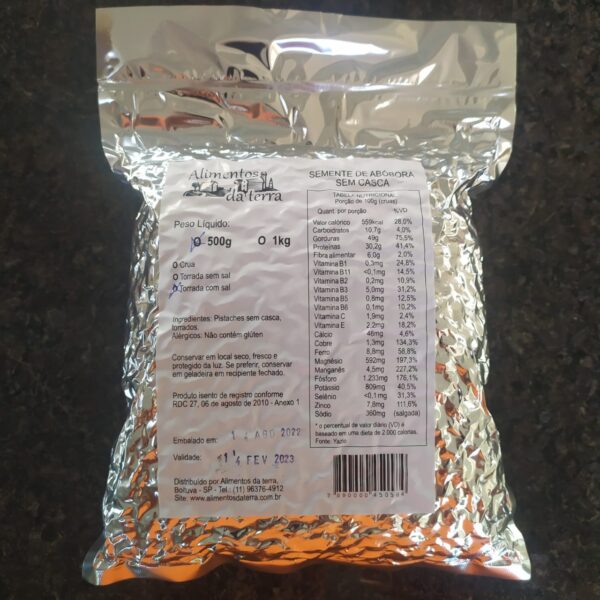 Alimentos
da terra
Peso Líquido:
O 500g O 1kg
O Crua
O Torrada sem sal
Torrada com sal
Ingredientes: Pistaches sem casca,
torrados.
Alérgicos: Não contém glúten
Conservar em local seco, fresco e
protegido da luz. Se preferir, conservar
em geladeira em recipiente fechado.
Produto isento de registro conforme
RDC 27, 06 de agosto de 2010 - Anexo 1
Embalado em: 1 4 AGO 2022
Validade: 1 4 FEV 2023
Distribuído por Alimentos da terra,
Boituva - SP - Tel.: (11) 96376-4912
Site: www.alimentosdaterra.com.br
SEMENTE DE ABÓBORA
SEM CASCA
TABELA NUTRICIONAL
Porção de 100g (cruas)
Quant. por porção %VD
Valor calórico 559kcal 28,0%
Carboidratos 10,7g 4,0%
Gorduras 49g 75,5%
Proteínas 30,2g 41,4%
Fibra alimentar 6,0g 2,0%
Vitamina B1 0,3mg 24,8%
Vitamina B11 <0,1mg 14,5%
Vitamina B2 0,2mg 10,9%
Vitamina B3 5,0mg 31,2%
Vitamina B5 0,8mg 12,5%
Vitamina B6 0,1mg 10,2%
Vitamina C 1,9mg 2,4%
Vitamina E 2,2mg 18,2%
Cálcio 46mg 4,6%
Cobre 1,3mg 134,3%
Ferro 8,8mg 58,8%
Magnésio 592mg 197,3%
Manganês 4,5mg 227,2%
Fósforo 1.233mg 176,1%
Potássio 809mg 40,5%
Selênio <0,1mg 31,3%
Zinco 7,8mg 111,6%
Sódio 360mg (salgada)
* o percentual de valor diário (VD) é
baseado em uma dieta de 2.000 calorias.
Fonte: Yazio
7 890000 450584